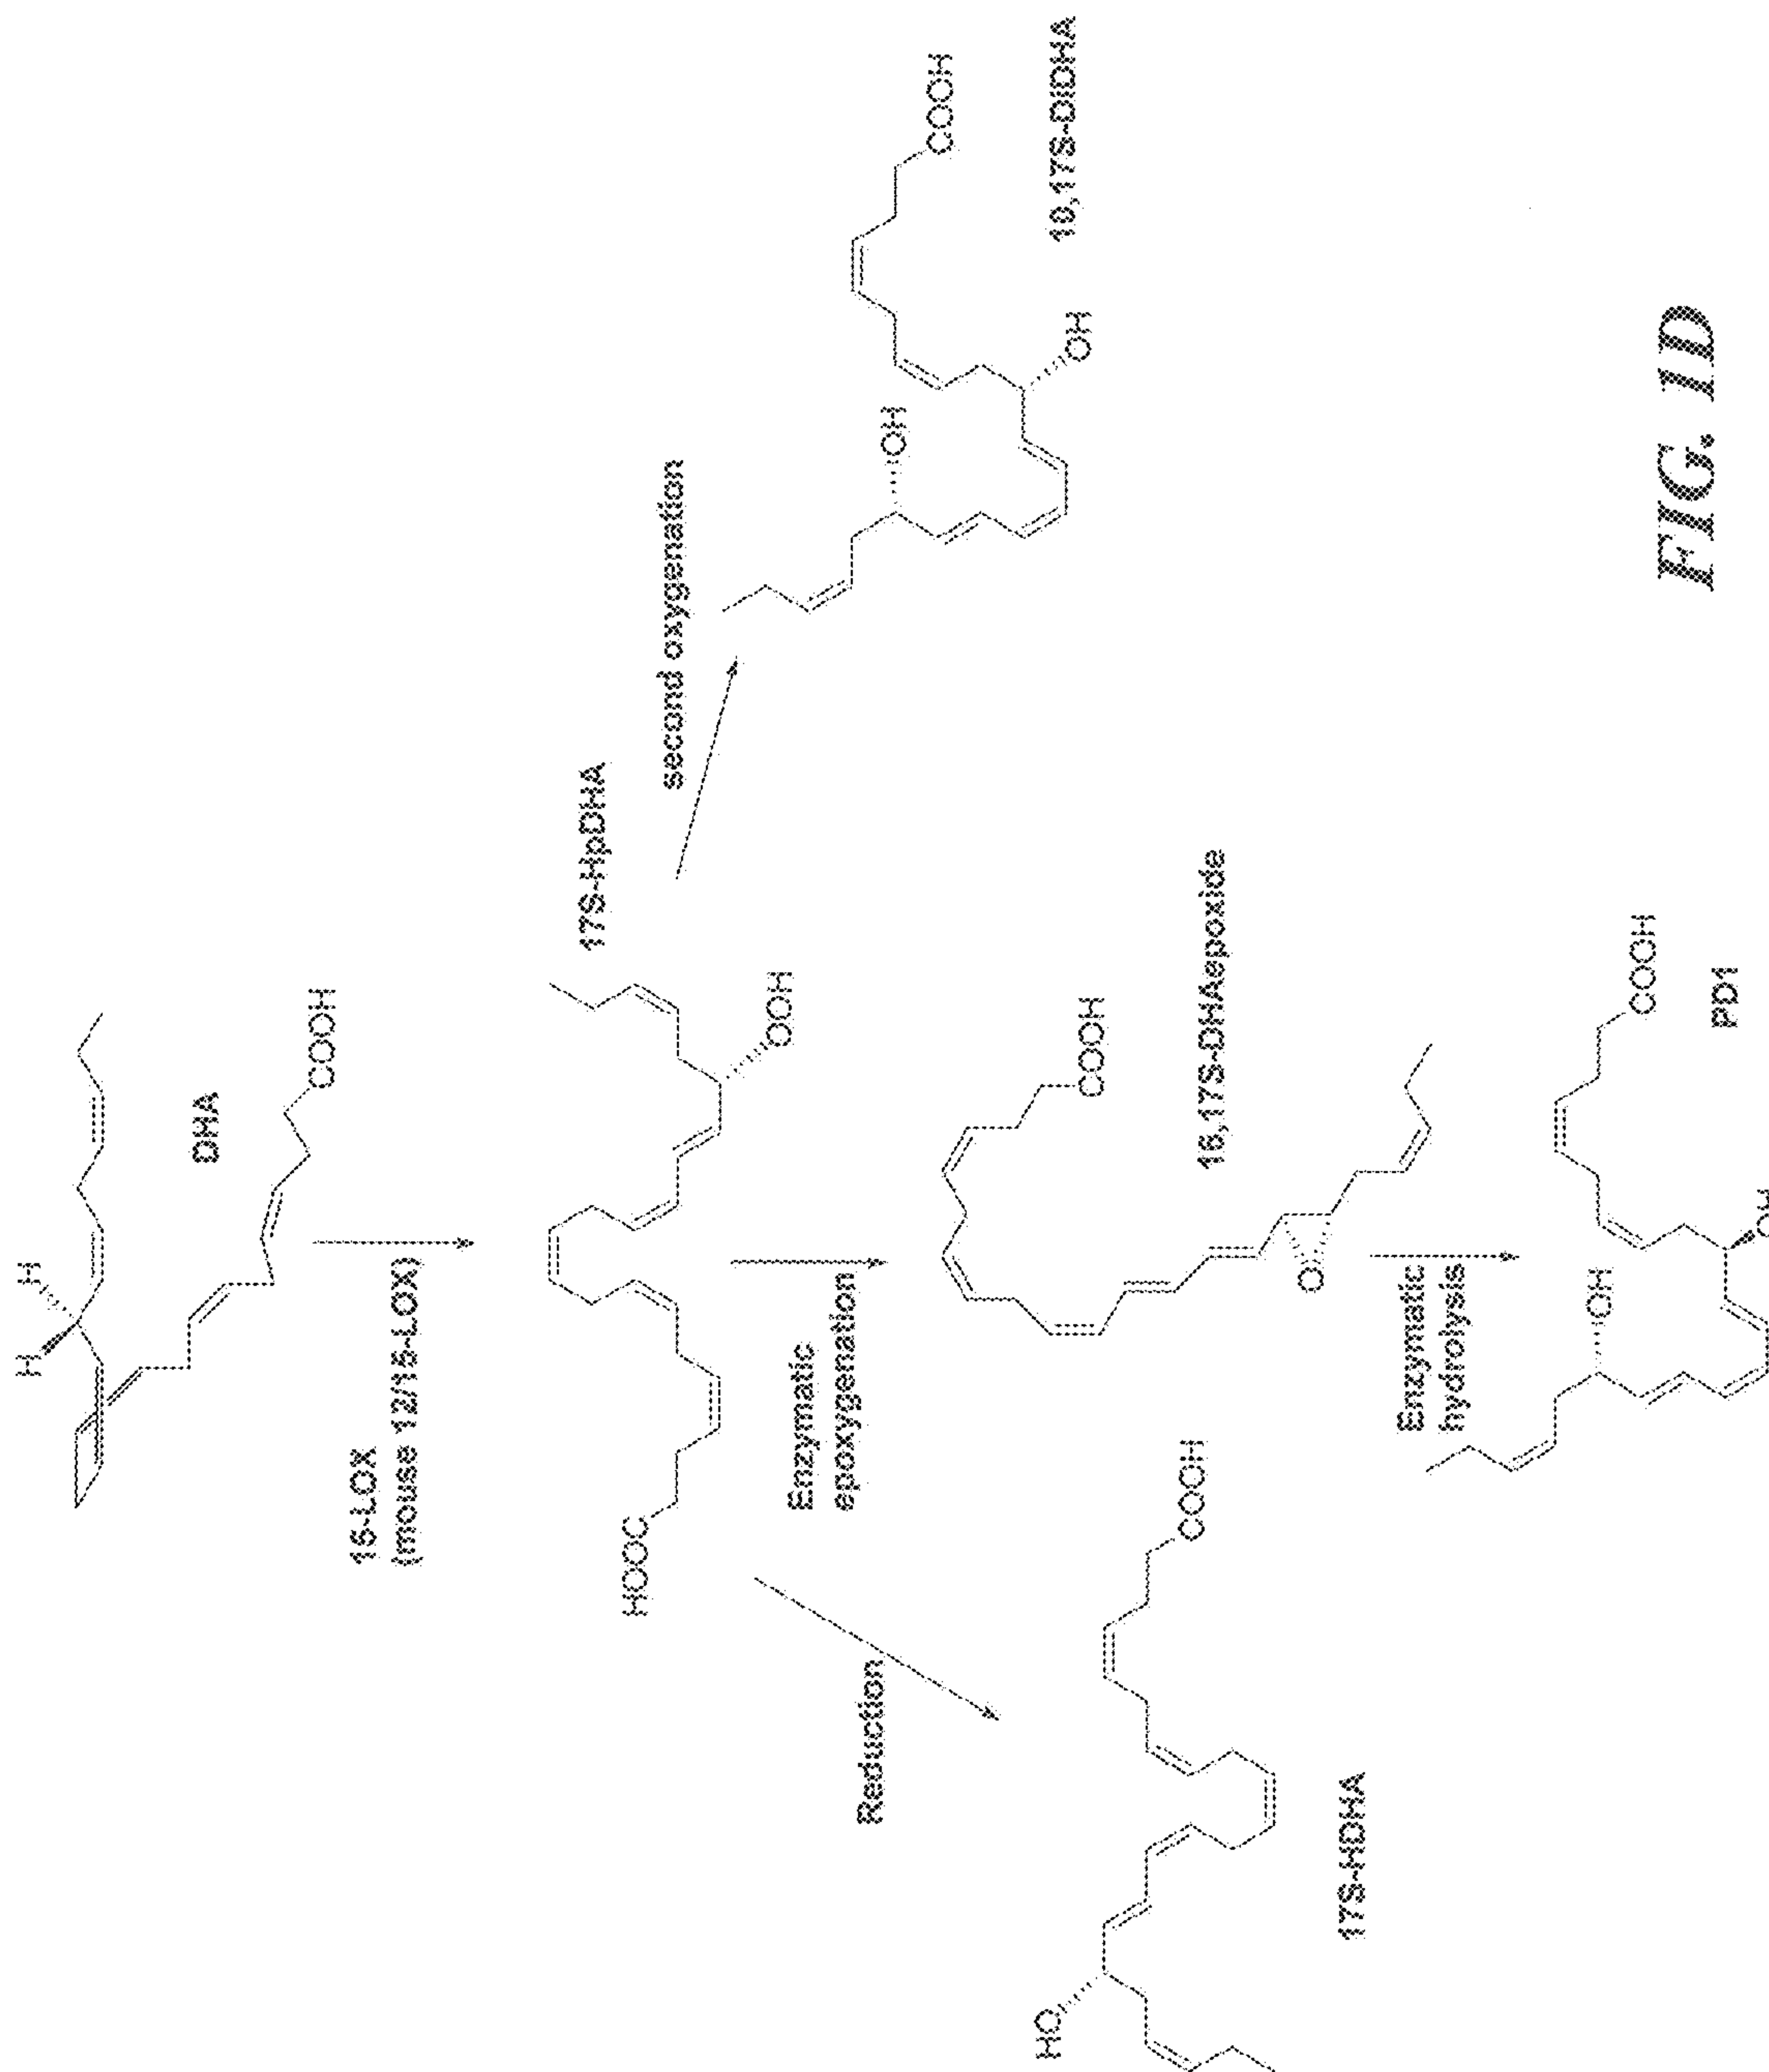 H
H
DHA
COOH
15-LOX
(mouse 12/15-LOX)
17S-HpDHA
HOOC
OOH
second oxygenation
OH
COOH
OH
10,17S-DiDHA
Reduction
Enzymatic
epoxygenation
COOH
O
16,17S-DHAepoxide
HO
COOH
17S-HDHA
Enzymatic
hydrolysis
OH
COOH
OH
PD1
FIG. 1D